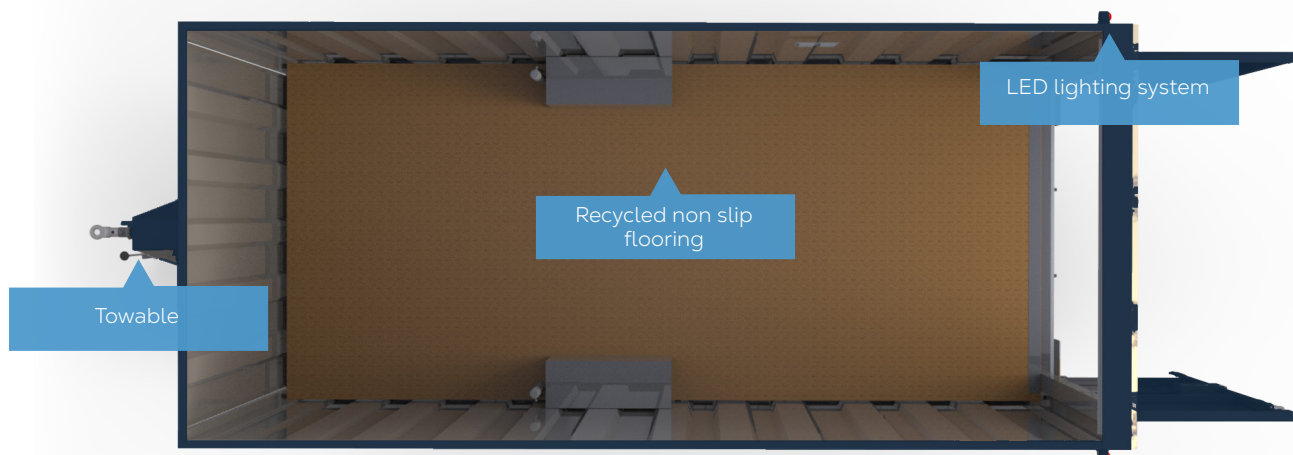 LED lighting system
Recycled non slip
flooring
Towable